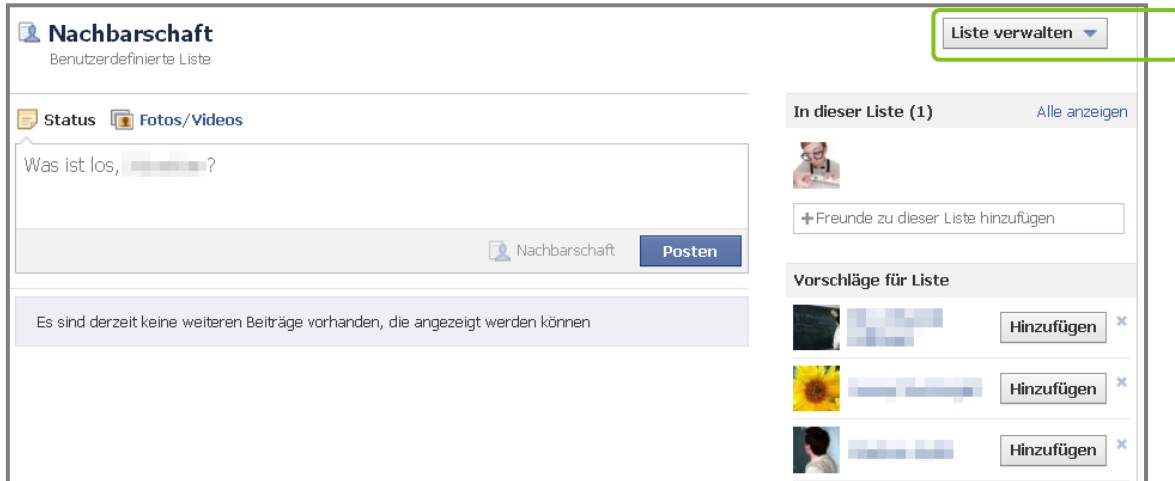 Nachbarschaft
Benutzerdefinierte Liste
Liste verwalten
Status Fotos/Videos
Was ist los, ?
Nachbarschaft Posten
Es sind derzeit keine weiteren Beiträge vorhanden, die angezeigt werden können
In dieser Liste (1) Alle anzeigen
+Freunde zu dieser Liste hinzufügen
Vorschläge für Liste
Hinzufügen
Hinzufügen
Hinzufügen